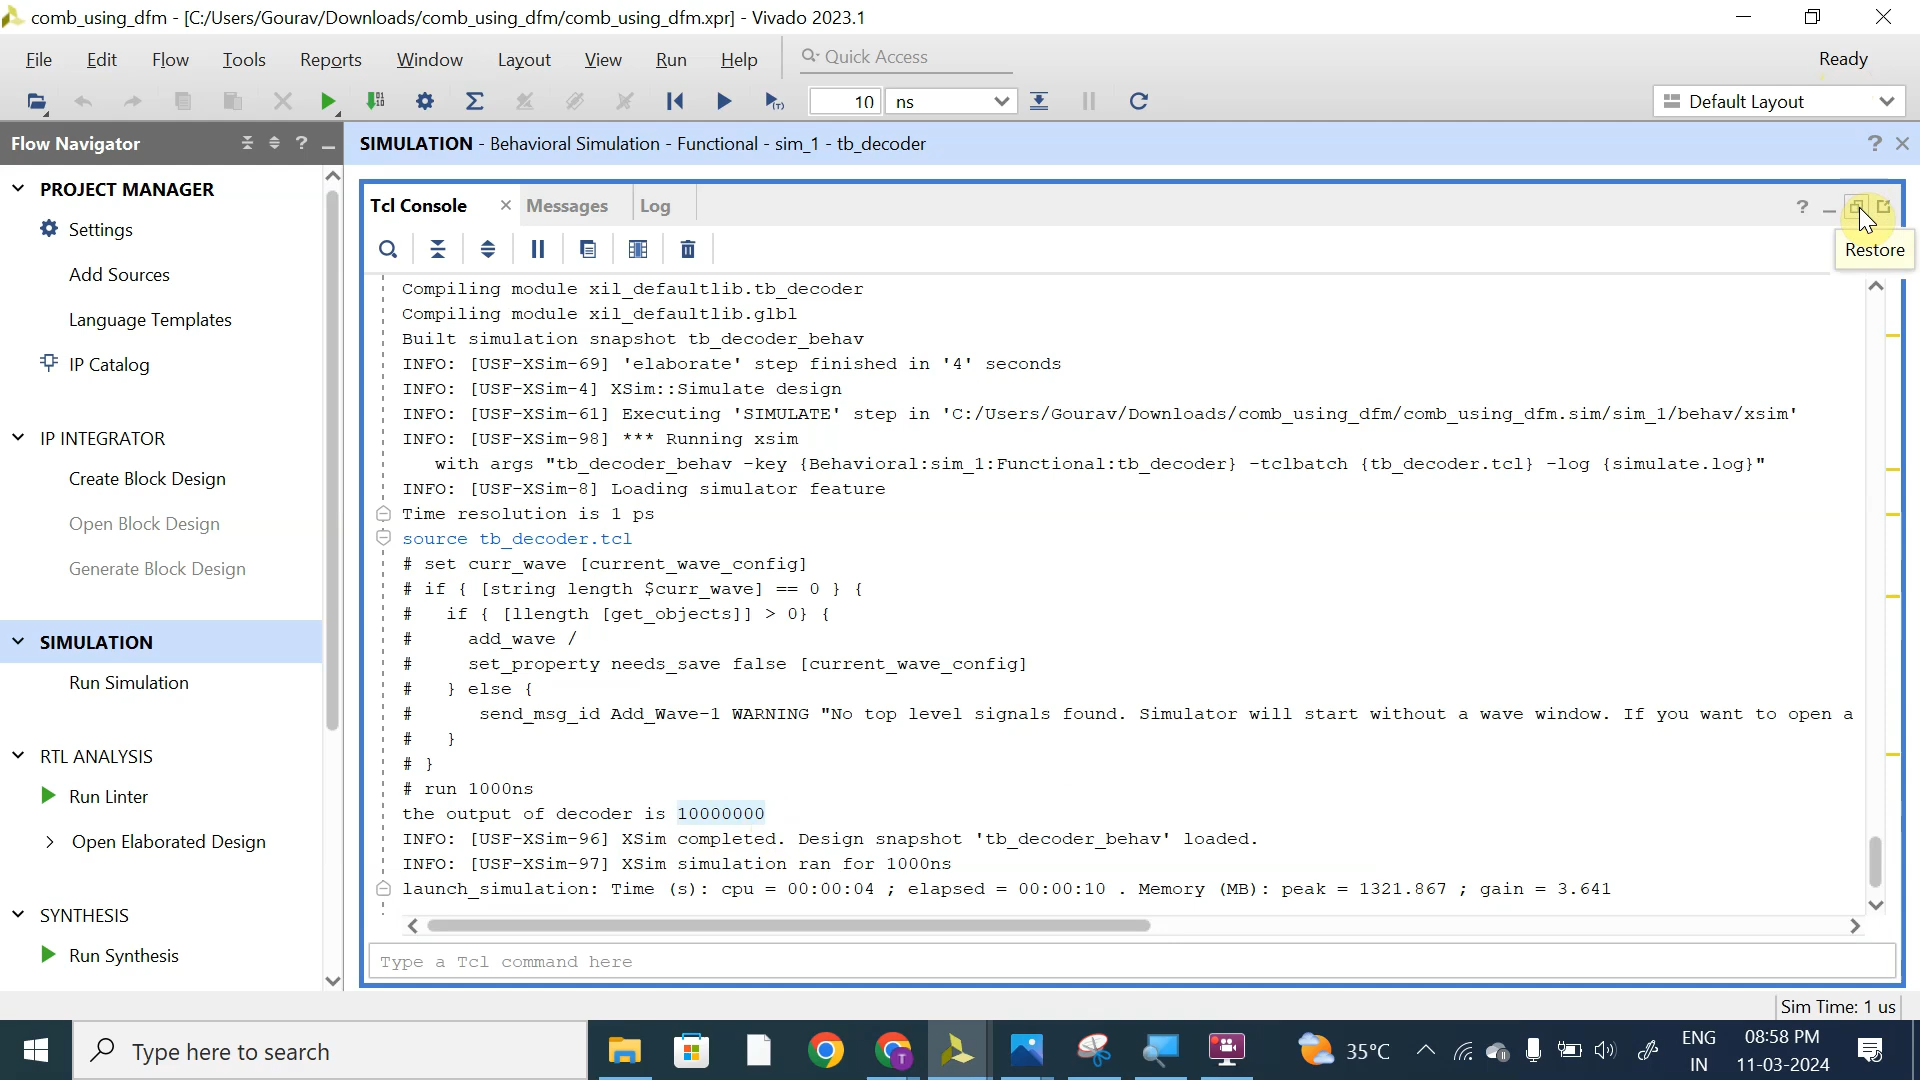 comb_using_dfm - [C:/Users/Gourav/Downloads/comb_using_dfm/comb_using_dfm.xpr] - Vivado 2023.1
File Edit Flow Tools Reports Window Layout View Run Help Quick Access Ready
10 ns Default Layout
Flow Navigator
SIMULATION - Behavioral Simulation - Functional - sim_1 - tb_decoder
PROJECT MANAGER
Settings
Add Sources
Language Templates
IP Catalog
IP INTEGRATOR
Create Block Design
Open Block Design
Generate Block Design
SIMULATION
Run Simulation
RTL ANALYSIS
Run Linter
Open Elaborated Design
SYNTHESIS
Run Synthesis
Tcl Console Messages Log
Restore
Compiling module xil_defaultlib.tb_decoder
Compiling module xil_defaultlib.glbl
Built simulation snapshot tb_decoder_behav
INFO: [USF-XSim-69] 'elaborate' step finished in '4' seconds
INFO: [USF-XSim-4] XSim::Simulate design
INFO: [USF-XSim-61] Executing 'SIMULATE' step in 'C:/Users/Gourav/Downloads/comb_using_dfm/comb_using_dfm.sim/sim_1/behav/xsim'
INFO: [USF-XSim-98] *** Running xsim
with args "tb_decoder_behav -key {Behavioral:sim_1:Functional:tb_decoder} -tclbatch {tb_decoder.tcl} -log {simulate.log}"
INFO: [USF-XSim-8] Loading simulator feature
Time resolution is 1 ps
source tb_decoder.tcl
# set curr_wave [current_wave_config]
# if { [string length $curr_wave] == 0 } {
#   if { [llength [get_objects]] > 0} {
#     add_wave /
#     set_property needs_save false [current_wave_config]
#   } else {
#      send_msg_id Add_Wave-1 WARNING "No top level signals found. Simulator will start without a wave window. If you want to open a
#   }
# }
# run 1000ns
the output of decoder is 10000000
INFO: [USF-XSim-96] XSim completed. Design snapshot 'tb_decoder_behav' loaded.
INFO: [USF-XSim-97] XSim simulation ran for 1000ns
launch_simulation: Time (s): cpu = 00:00:04 ; elapsed = 00:00:10 . Memory (MB): peak = 1321.867 ; gain = 3.641
Type a Tcl command here
Sim Time: 1 us
Type here to search
T
35°C
ENG
IN
08:58 PM
11-03-2024